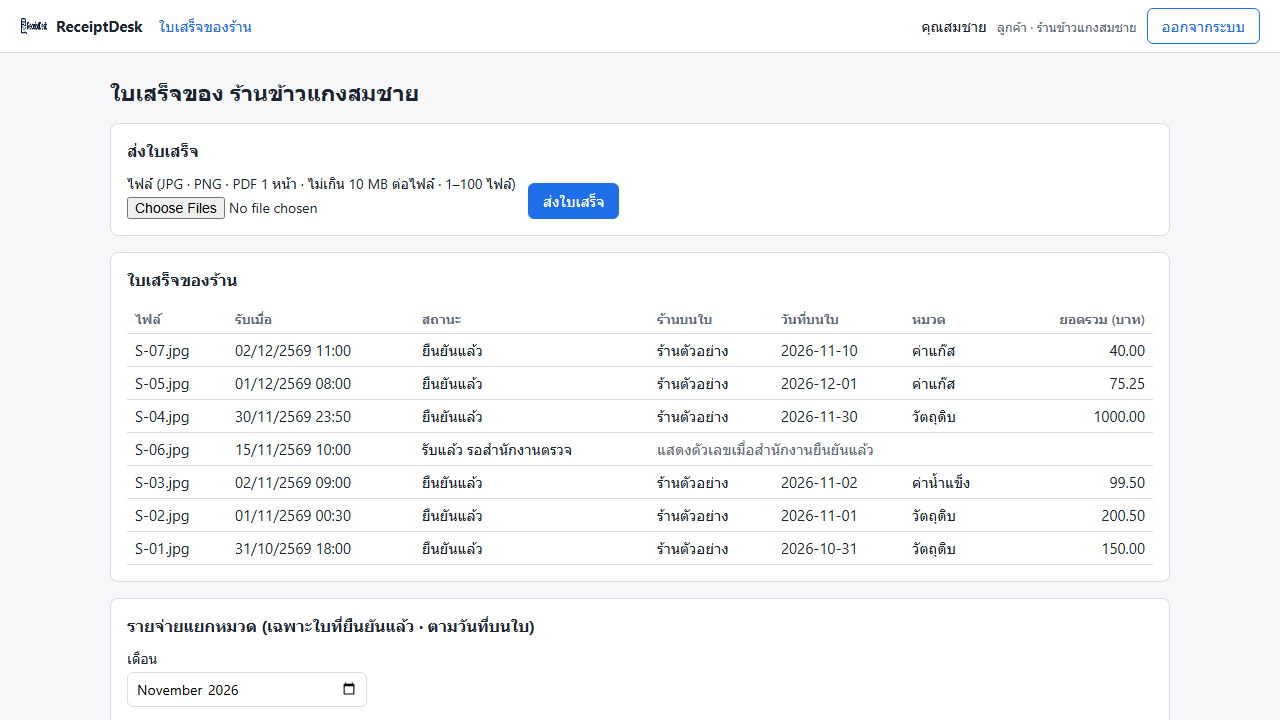 ReceiptDesk ใบเสร็จของร้าน คุณสมชาย ลูกค้า · ร้านข้าวแกงสมชาย ออกจากระบบ
ใบเสร็จของ ร้านข้าวแกงสมชาย
ส่งใบเสร็จ
ไฟล์ (JPG · PNG · PDF 1 หน้า · ไม่เกิน 10 MB ต่อไฟล์ · 1–100 ไฟล์)
Choose Files No file chosen ส่งใบเสร็จ
ใบเสร็จของร้าน
ไฟล์ รับเมื่อ สถานะ ร้านบนใบ วันที่บนใบ หมวด ยอดรวม (บาท)
S-07.jpg 02/12/2569 11:00 ยืนยันแล้ว ร้านตัวอย่าง 2026-11-10 ค่าแก๊ส 40.00
S-05.jpg 01/12/2569 08:00 ยืนยันแล้ว ร้านตัวอย่าง 2026-12-01 ค่าแก๊ส 75.25
S-04.jpg 30/11/2569 23:50 ยืนยันแล้ว ร้านตัวอย่าง 2026-11-30 วัตถุดิบ 1000.00
S-06.jpg 15/11/2569 10:00 รับแล้ว รอสำนักงานตรวจ แสดงตัวเลขเมื่อสำนักงานยืนยันแล้ว
S-03.jpg 02/11/2569 09:00 ยืนยันแล้ว ร้านตัวอย่าง 2026-11-02 ค่าน้ำแข็ง 99.50
S-02.jpg 01/11/2569 00:30 ยืนยันแล้ว ร้านตัวอย่าง 2026-11-01 วัตถุดิบ 200.50
S-01.jpg 31/10/2569 18:00 ยืนยันแล้ว ร้านตัวอย่าง 2026-10-31 วัตถุดิบ 150.00
รายจ่ายแยกหมวด (เฉพาะใบที่ยืนยันแล้ว · ตามวันที่บนใบ)
เดือน
November 2026